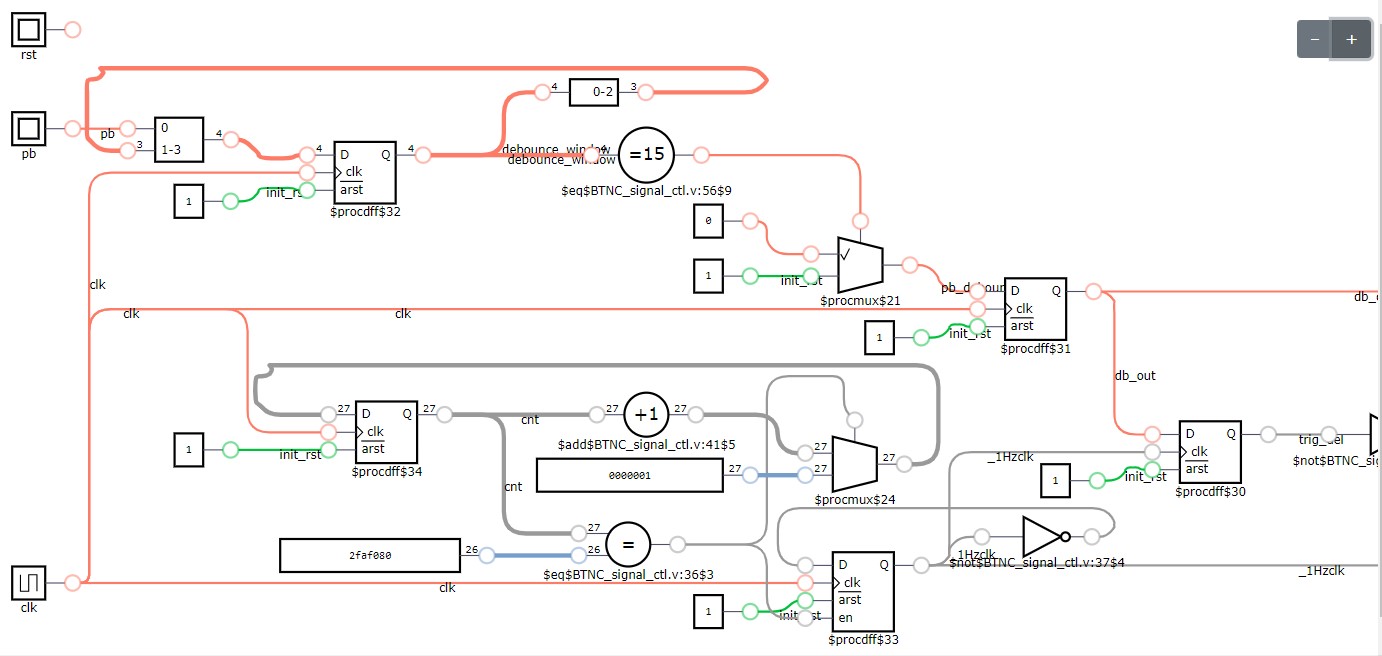 rst
− +
4 0-2 3
pb
pb
0
1-3
3
4
4 D Q 4
clk
arst
$procdff$32
1
init_rs
debounce_window
debounce_window
4
=15
$eq$BTNC_signal_ctl.v:56$9
0
1
init_rst
✓
$procmux$21
pb_debour
D Q
clk
arst
$procdff$31
1
init_rst
db_o
clk
clk
clk
db_out
27 D Q 27
clk
arst
$procdff$34
1
init_rst
cnt
27 +1 27
$add$BTNC_signal_ctl.v:41$5
0000001 27
27
27
27
$procmux$24
cnt
_1Hzclk
D Q
clk
arst
$procdff$30
1
init_rst
trig_del
$not$BTNC_sig
2faf080 26
27
26
=
$eq$BTNC_signal_ctl.v:36$3
D Q
clk
arst
en
$procdff$33
1
init_rst
_1Hzclk
$not$BTNC_signal_ctl.v:37$4
_1Hzclk
clk
clk